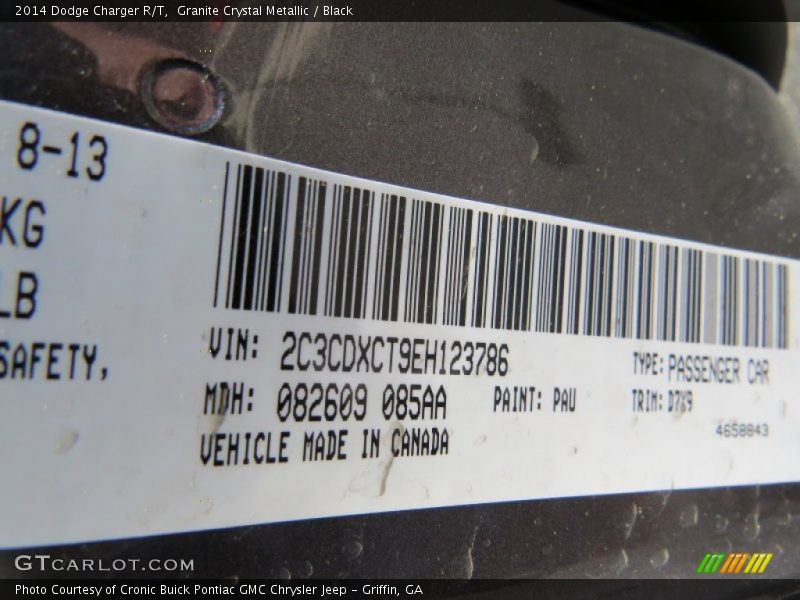 2014 Dodge Charger R/T, Granite Crystal Metallic / Black
8-13
KG
LB
SAFETY,
VIN: 2C3CDXCT9EH123786 TYPE: PASSENGER CAR
MDH: 082609 085AA PAINT: PAU TRIM: D7X9
4658843
VEHICLE MADE IN CANADA
GTCARLOT.COM
Photo Courtesy of Cronic Buick Pontiac GMC Chrysler Jeep - Griffin, GA